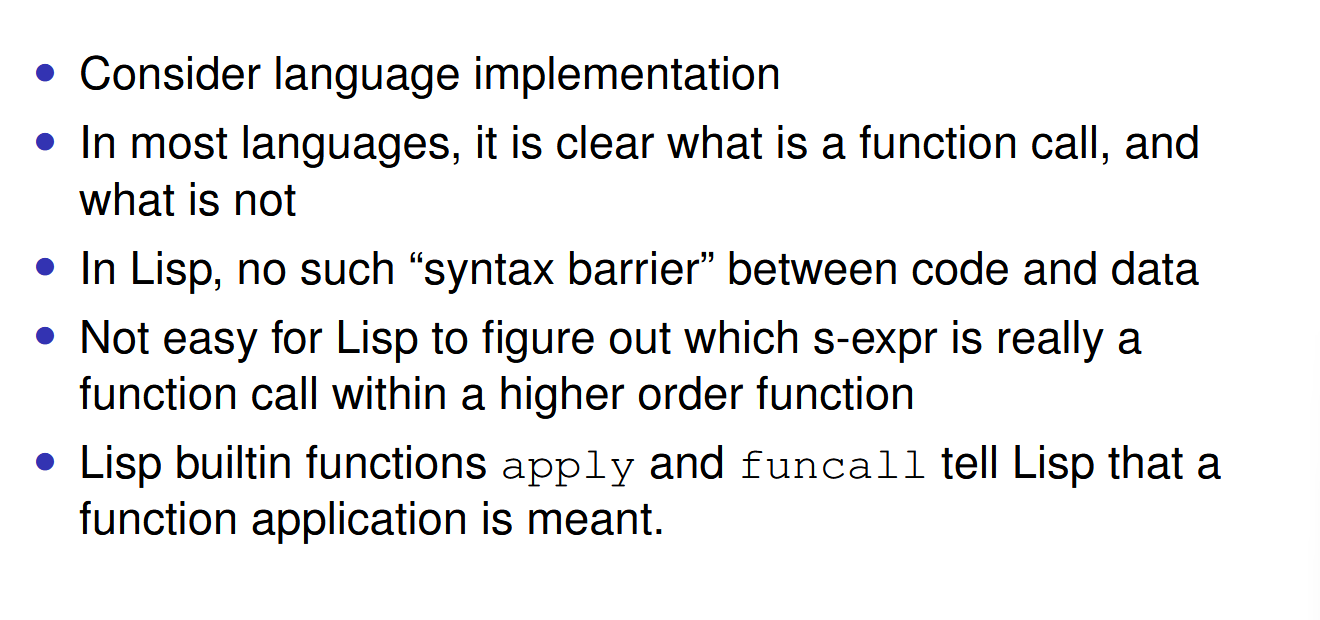 • Consider language implementation
• In most languages, it is clear what is a function call, and
what is not
• In Lisp, no such “syntax barrier” between code and data
• Not easy for Lisp to figure out which s-expr is really a
function call within a higher order function
• Lisp builtin functions apply and funcall tell Lisp that a
function application is meant.